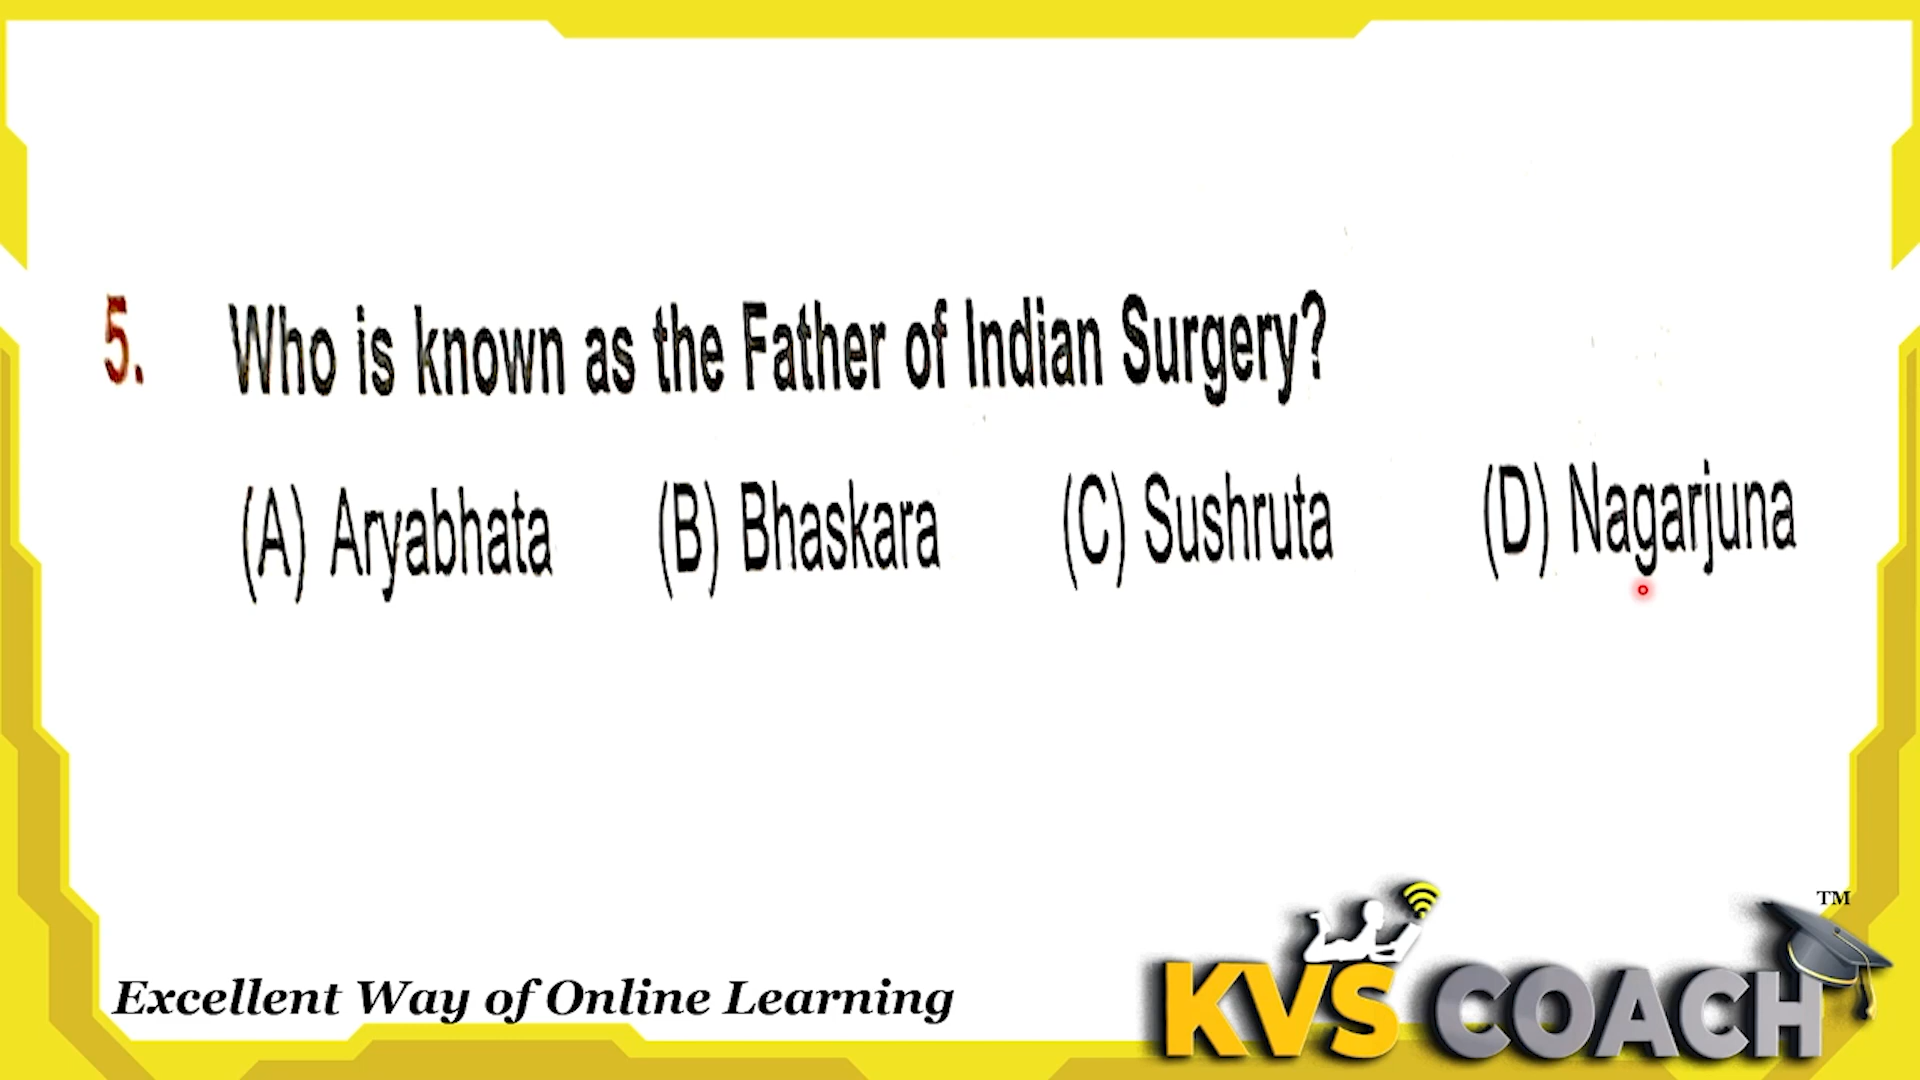 5. Who is known as the Father of Indian Surgery?
(A) Aryabhata (B) Bhaskara (C) Sushruta (D) Nagarjuna
Excellent Way of Online Learning
KVS COACH TM